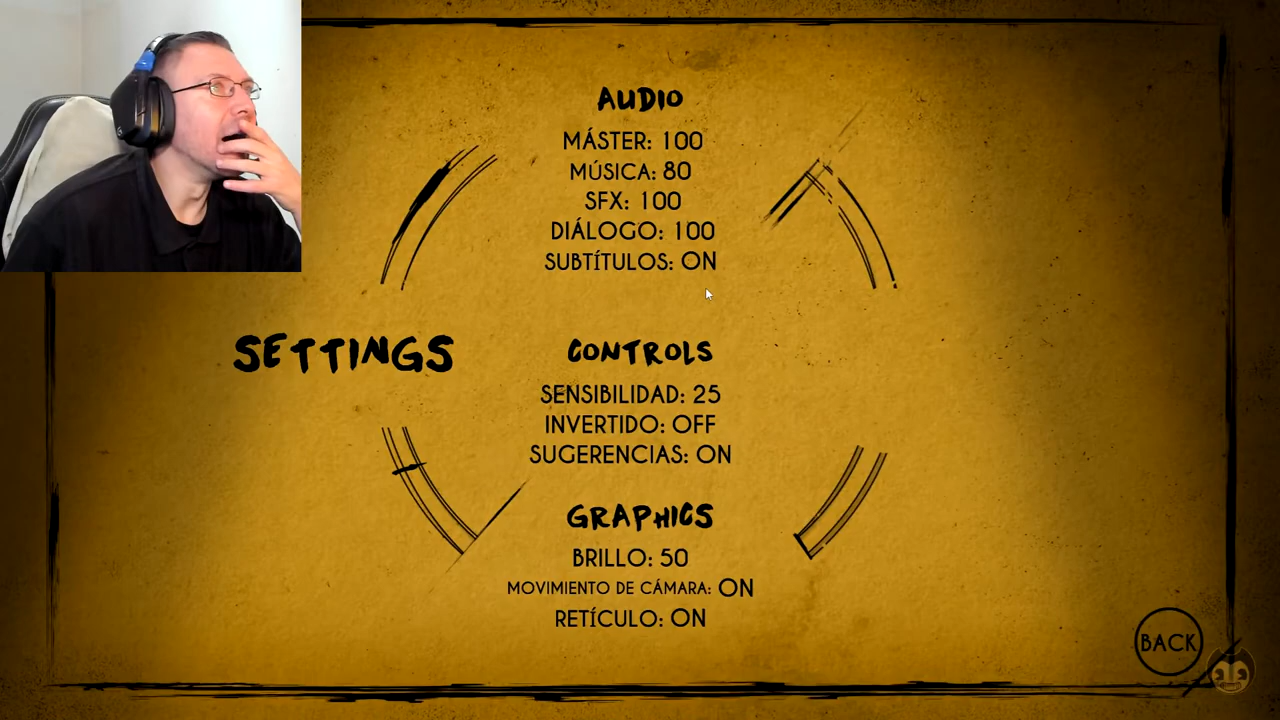 AUDIO
MÁSTER: 100
MÚSICA: 80
SFX: 100
DIÁLOGO: 100
SUBTÍTULOS: ON
SETTINGS
CONTROLS
SENSIBILIDAD: 25
INVERTIDO: OFF
SUGERENCIAS: ON
GRAPHICS
BRILLO: 50
MOVIMIENTO DE CÁMARA: ON
RETÍCULO: ON
BACK